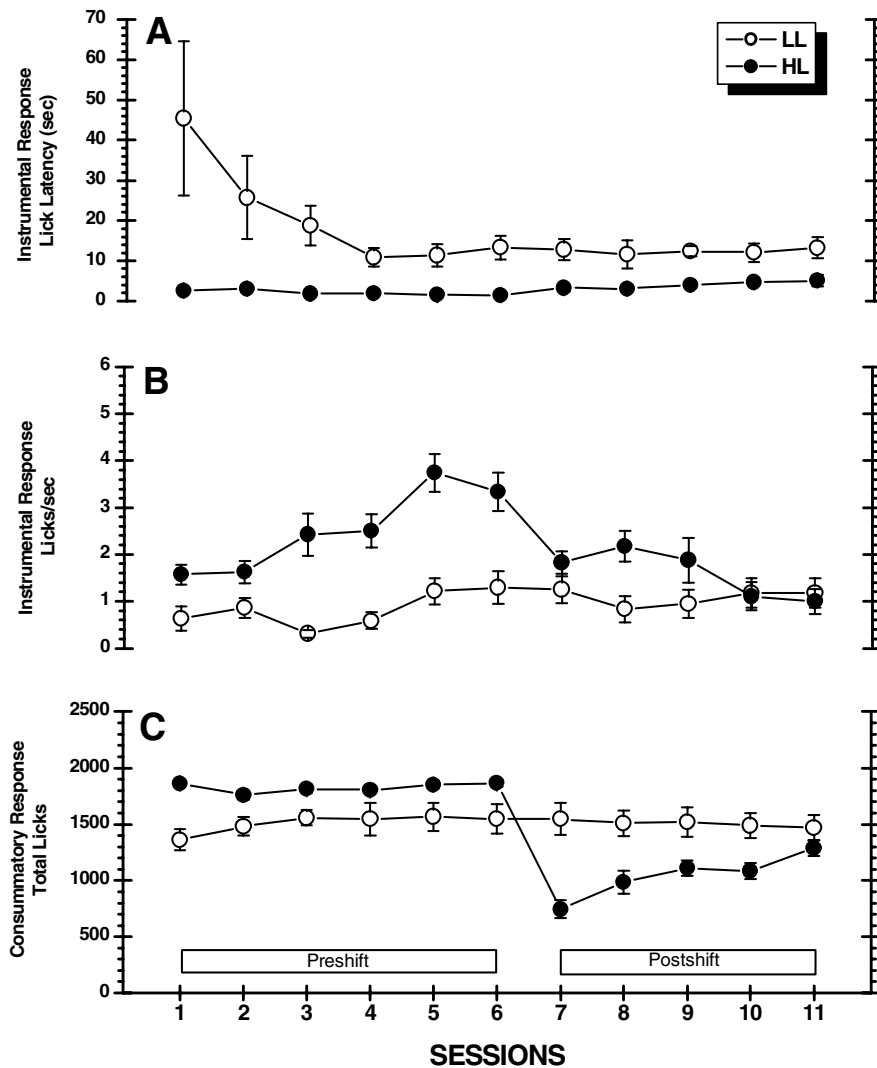 A
LL
HL
70
60
50
40
30
20
10
0
Instrumental Response
Lick Latency (sec)
B
6
5
4
3
2
1
0
Instrumental Response
Licks/sec
C
2500
2000
1500
1000
500
0
Consummatory Response
Total Licks
Preshift
Postshift
1 2 3 4 5 6 7 8 9 10 11
SESSIONS